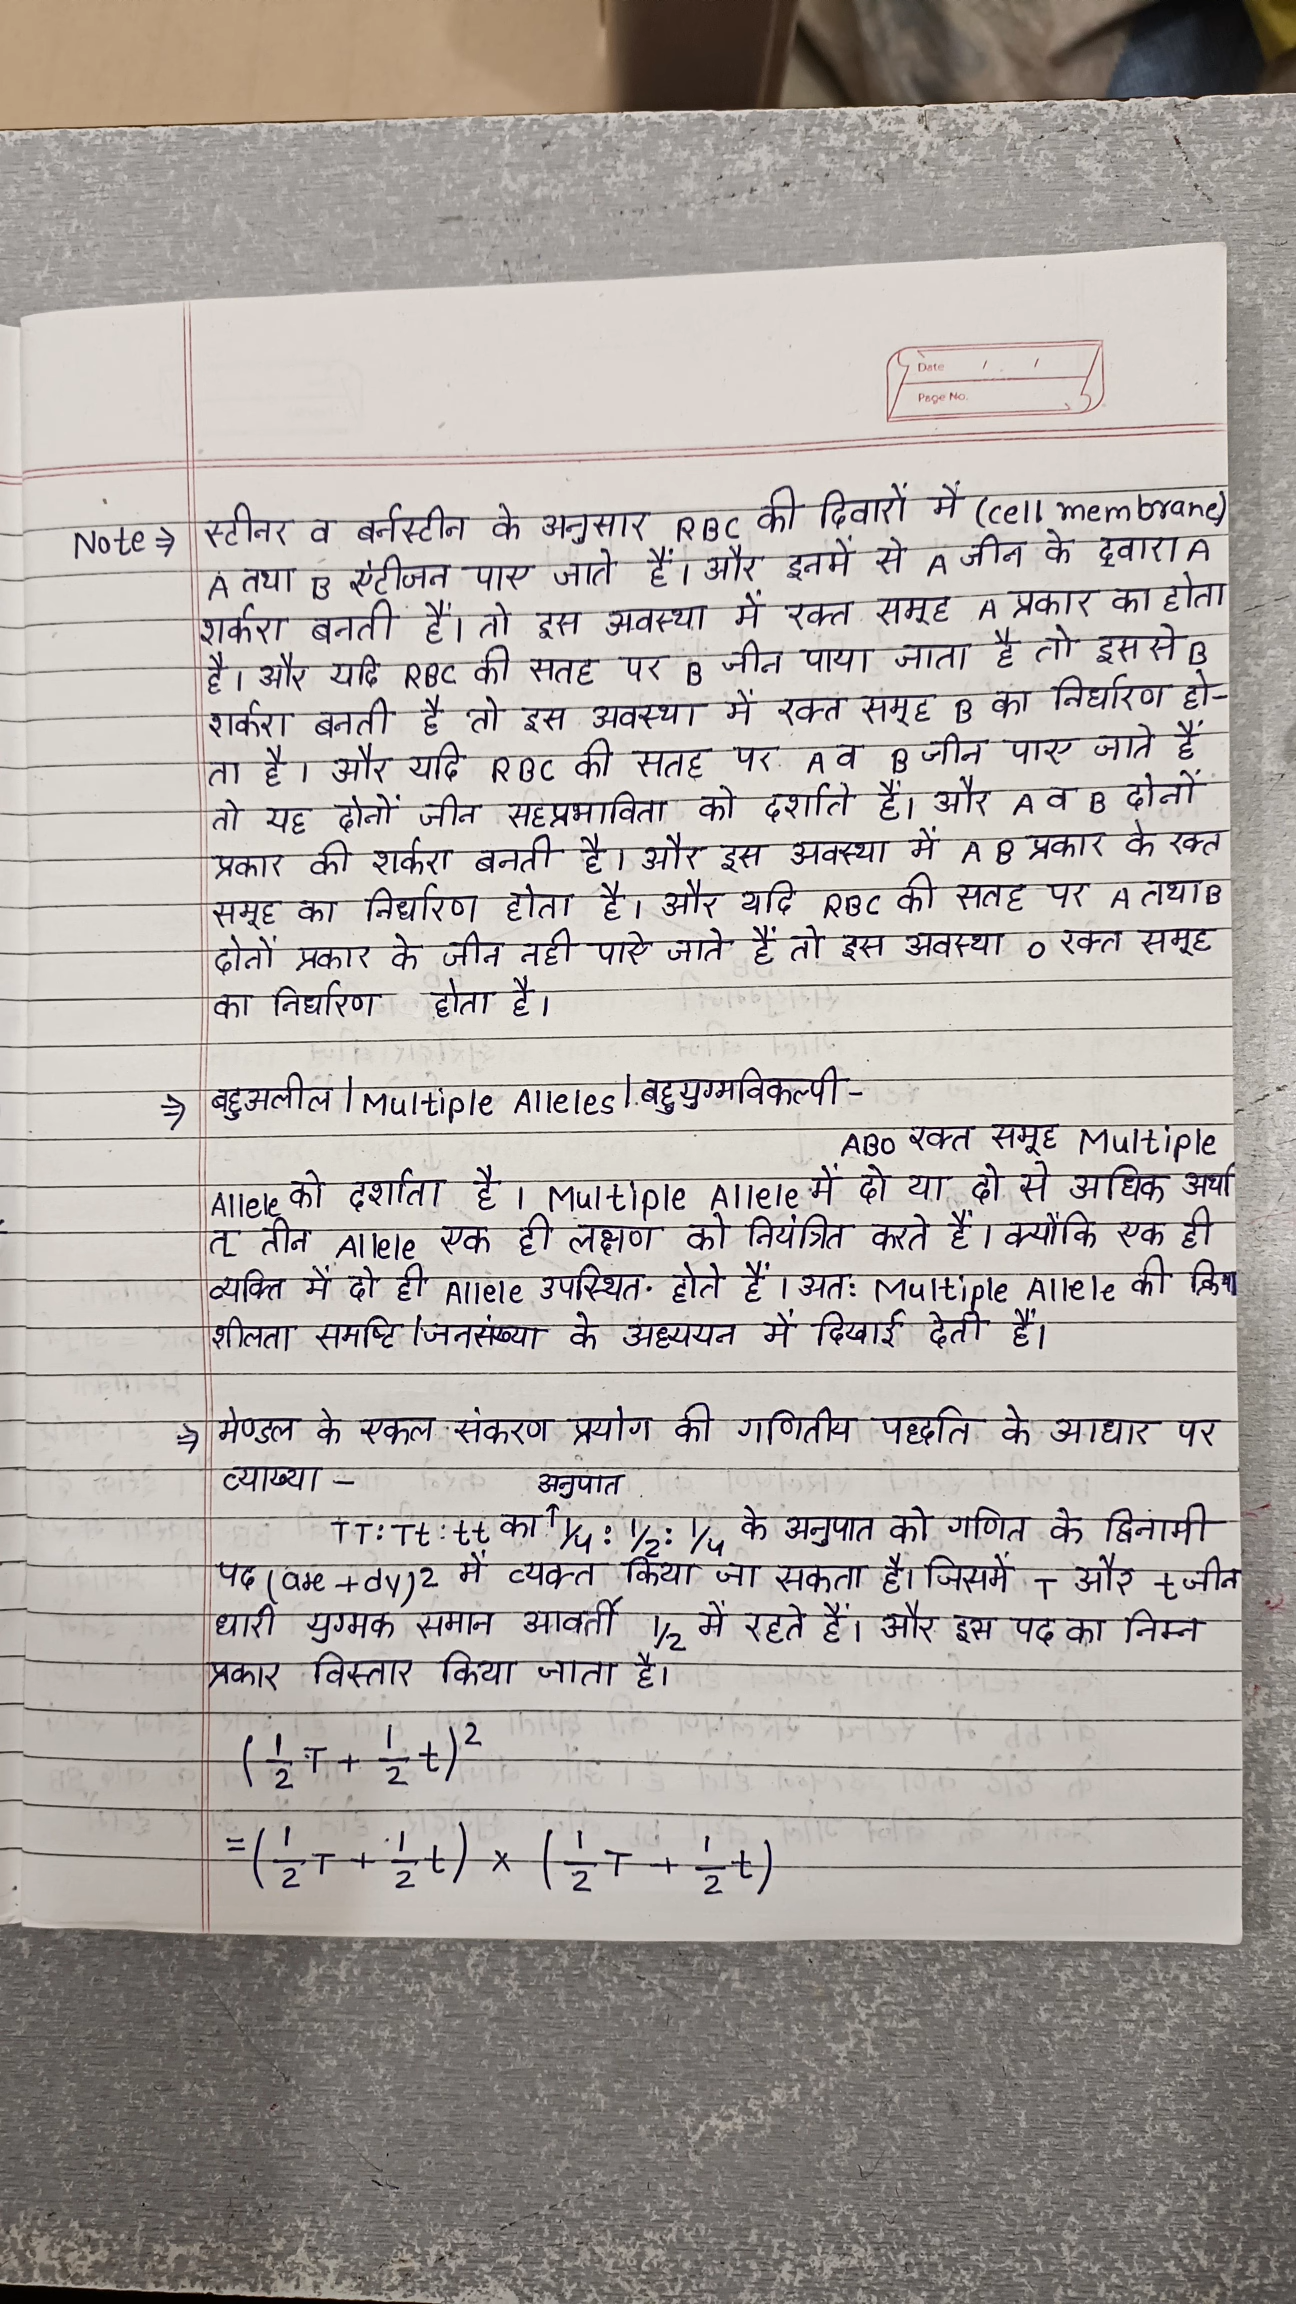 Date / /
Page No.
Note ⇒ स्टीनर व बर्नस्टीन के अनुसार RBC की दिवारों में (cell membrane)
A तथा B एंटीजन पाए जाते हैं। और इनमें से A जीन के द्वारा A
शर्करा बनती हैं। तो इस अवस्था में रक्त समूह A प्रकार का होता
है। और यदि RBC की सतह पर B जीन पाया जाता है तो इससे B
शर्करा बनती है तो इस अवस्था में रक्त समूह B का निर्धारण हो-
ता है। और यदि RBC की सतह पर A व B जीन पाए जाते हैं
तो यह दोनों जीन सहप्रभाविता को दर्शाते हैं। और A व B दोनों
प्रकार की शर्करा बनती है। और इस अवस्था में AB प्रकार के रक्त
समूह का निर्धारण होता है। और यदि RBC की सतह पर A तथा B
दोनों प्रकार के जीन नही पाऐ जाते हैं तो इस अवस्था O रक्त समूह
का निर्धारण होता है।
⇒ बहुअलील / Multiple Alleles / बहुयुग्मविकल्पी -
ABO रक्त समूह Multiple
Allele को दर्शाता है। Multiple Allele में दो या दो से अधिक अर्था
त तीन Allele एक ही लक्षण को नियंत्रित करते हैं। क्योंकि एक ही
व्यक्ति में दो ही Allele उपस्थित होते हैं। अतः Multiple Allele की क्रिया
शीलता समष्टि / जनसंख्या के अध्ययन में दिखाई देती हैं।
⇒ मेण्डल के एकल संकरण प्रयोग की गणितीय पद्धति के आधार पर
व्याख्या - अनुपात
TT : Tt : tt का ↑ 1/4 : 1/2 : 1/4 के अनुपात को गणित के द्विनामी
पद (ax + by)2 में व्यक्त किया जा सकता है। जिसमें T और t जीन
धारी युग्मक समान आवर्ती 1/2 में रहते हैं। और इस पद का निम्न
प्रकार विस्तार किया जाता है।
(1/2 T + 1/2 t)²
= (1/2 T + 1/2 t) × (1/2 T + 1/2 t)